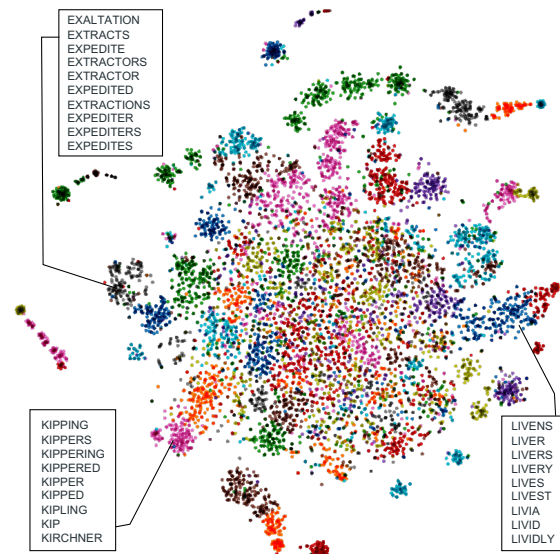 EXALTATION
EXTRACTS
EXPEDITE
EXTRACTORS
EXTRACTOR
EXPEDITED
EXTRACTIONS
EXPEDITER
EXPEDITERS
EXPEDITES
KIPPING
KIPPERS
KIPPERING
KIPPERED
KIPPER
KIPPED
KIPLING
KIP
KIRCHNER
LIVENS
LIVER
LIVERS
LIVERY
LIVES
LIVEST
LIVIA
LIVID
LIVIDLY